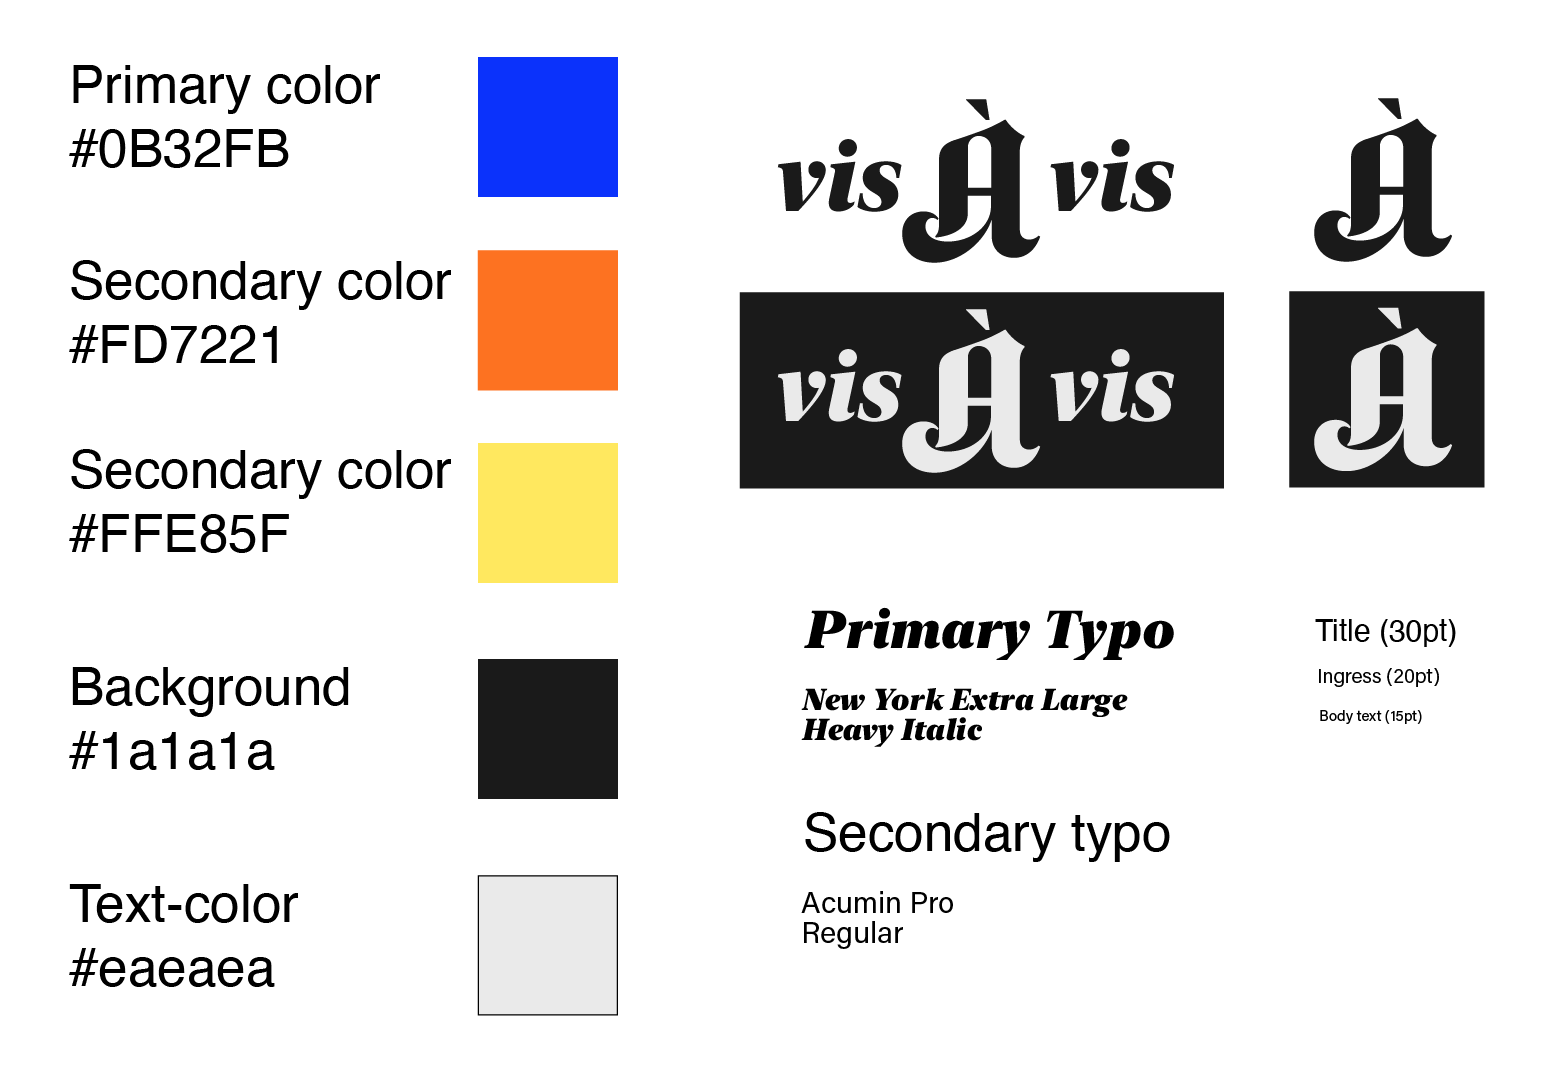 Primary color
#0B32FB
Secondary color
#FD7221
Secondary color
#FFE85F
Background
#1a1a1a
Text-color
#eaeaea
vis À vis
À
vis À vis
À
Primary Typo
New York Extra Large
Heavy Italic
Secondary typo
Acumin Pro
Regular
Title (30pt)
Ingress (20pt)
Body text (15pt)